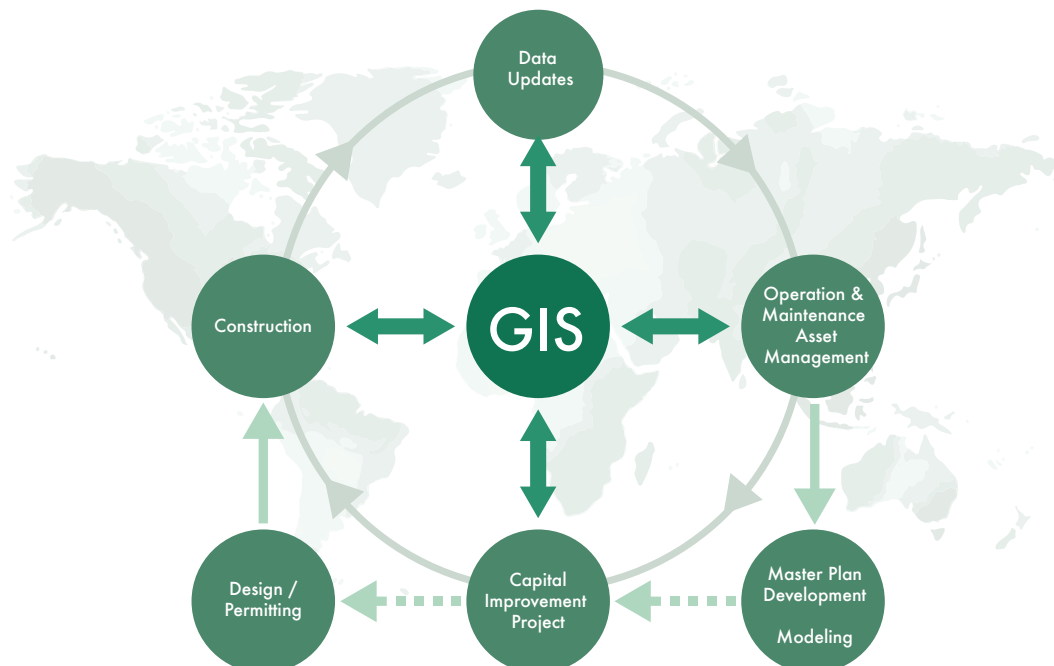 Data
Updates
Construction
GIS
Operation &
Maintenance
Asset
Management
Design /
Permitting
Capital
Improvement
Project
Master Plan
Development
Modeling